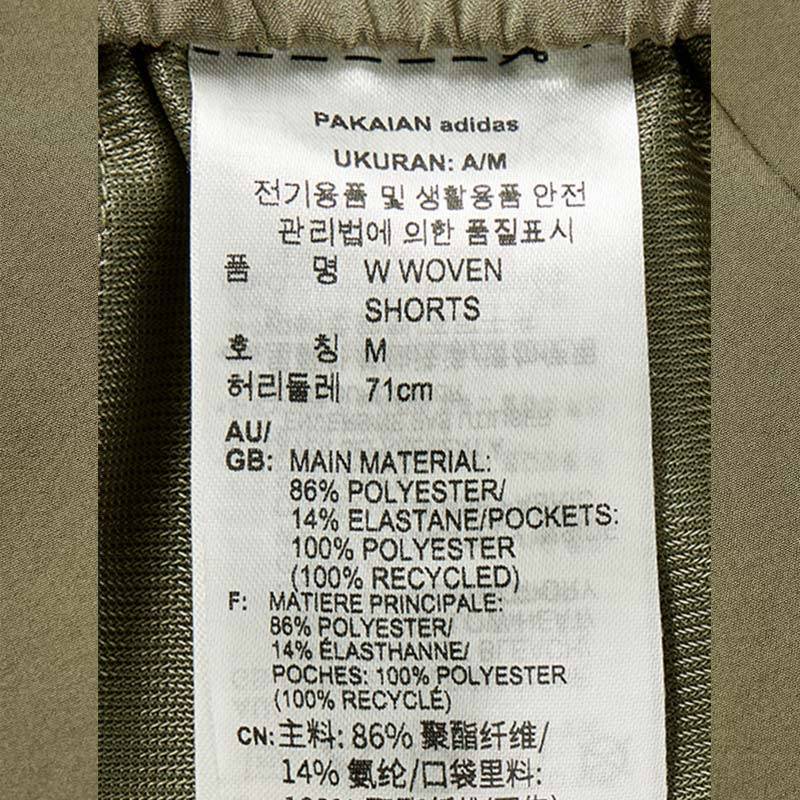 PAKAIAN adidas
UKURAN: A/M
전기용품 및 생활용품 안전
관리법에 의한 품질표시
품 명 W WOVEN
SHORTS
호 칭 M
허리둘레 71cm
AU/
GB: MAIN MATERIAL:
86% POLYESTER/
14% ELASTANE/POCKETS:
100% POLYESTER
(100% RECYCLED)
F: MATIERE PRINCIPALE:
86% POLYESTER/
14% ÉLASTHANNE/
POCHES: 100% POLYESTER
(100% RECYCLÉ)
CN: 主料: 86% 聚酯纤维/
14% 氨纶/口袋里料: